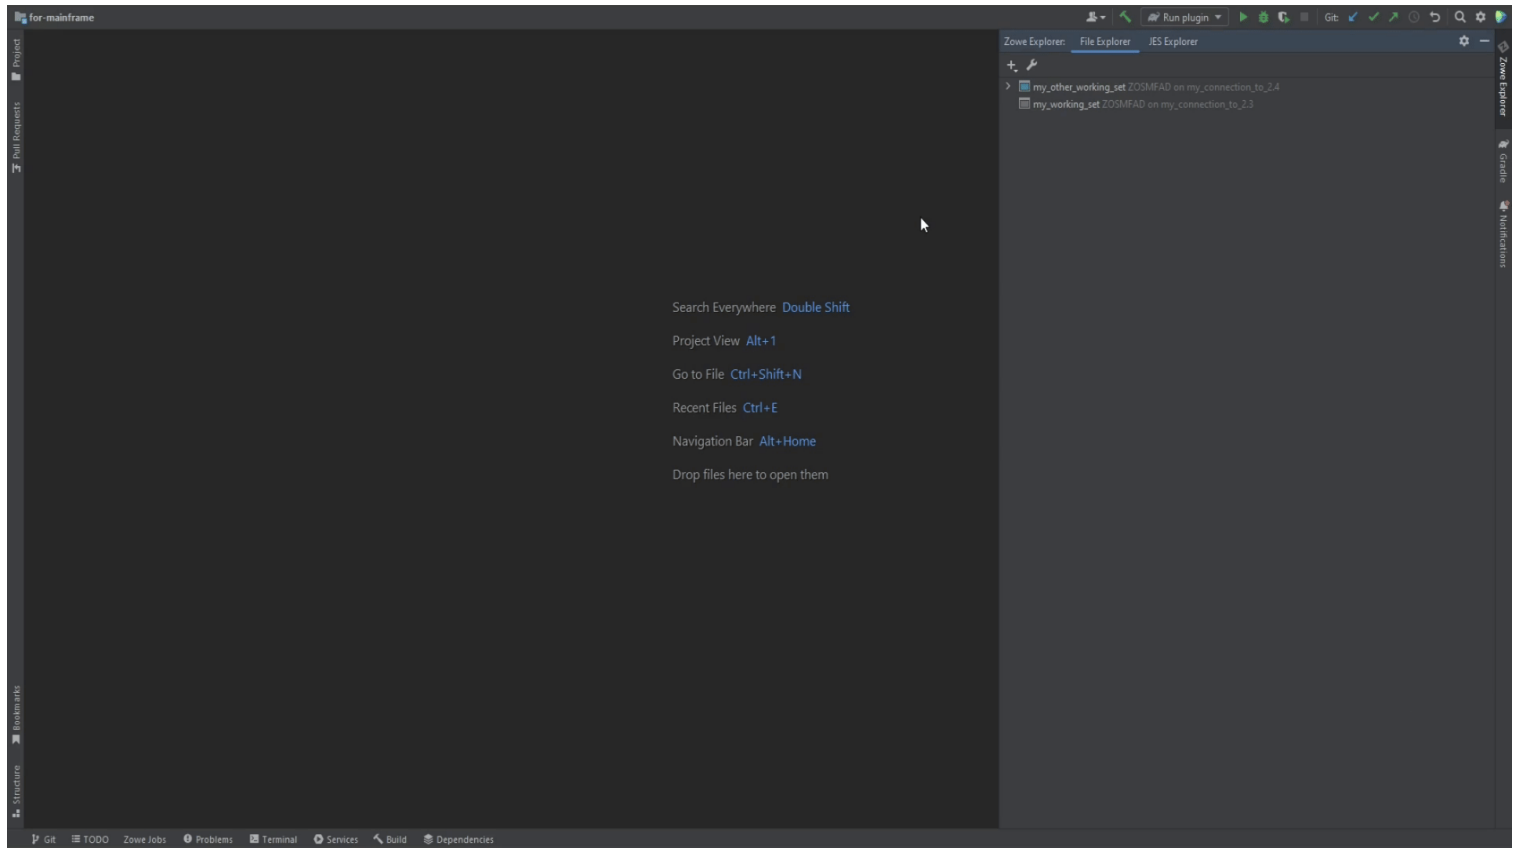 for-mainframe
Run plugin
Git:
Project
Pull Requests
Bookmarks
Structure
Search Everywhere Double Shift
Project View Alt+1
Go to File Ctrl+Shift+N
Recent Files Ctrl+E
Navigation Bar Alt+Home
Drop files here to open them
Zowe Explorer: File Explorer JES Explorer
my_other_working_set ZOSMFAD on my_connection_to_2.4
my_working_set ZOSMFAD on my_connection_to_2.3
Zowe Explorer
Gradle
Notifications
Git TODO Zowe Jobs Problems Terminal Services Build Dependencies